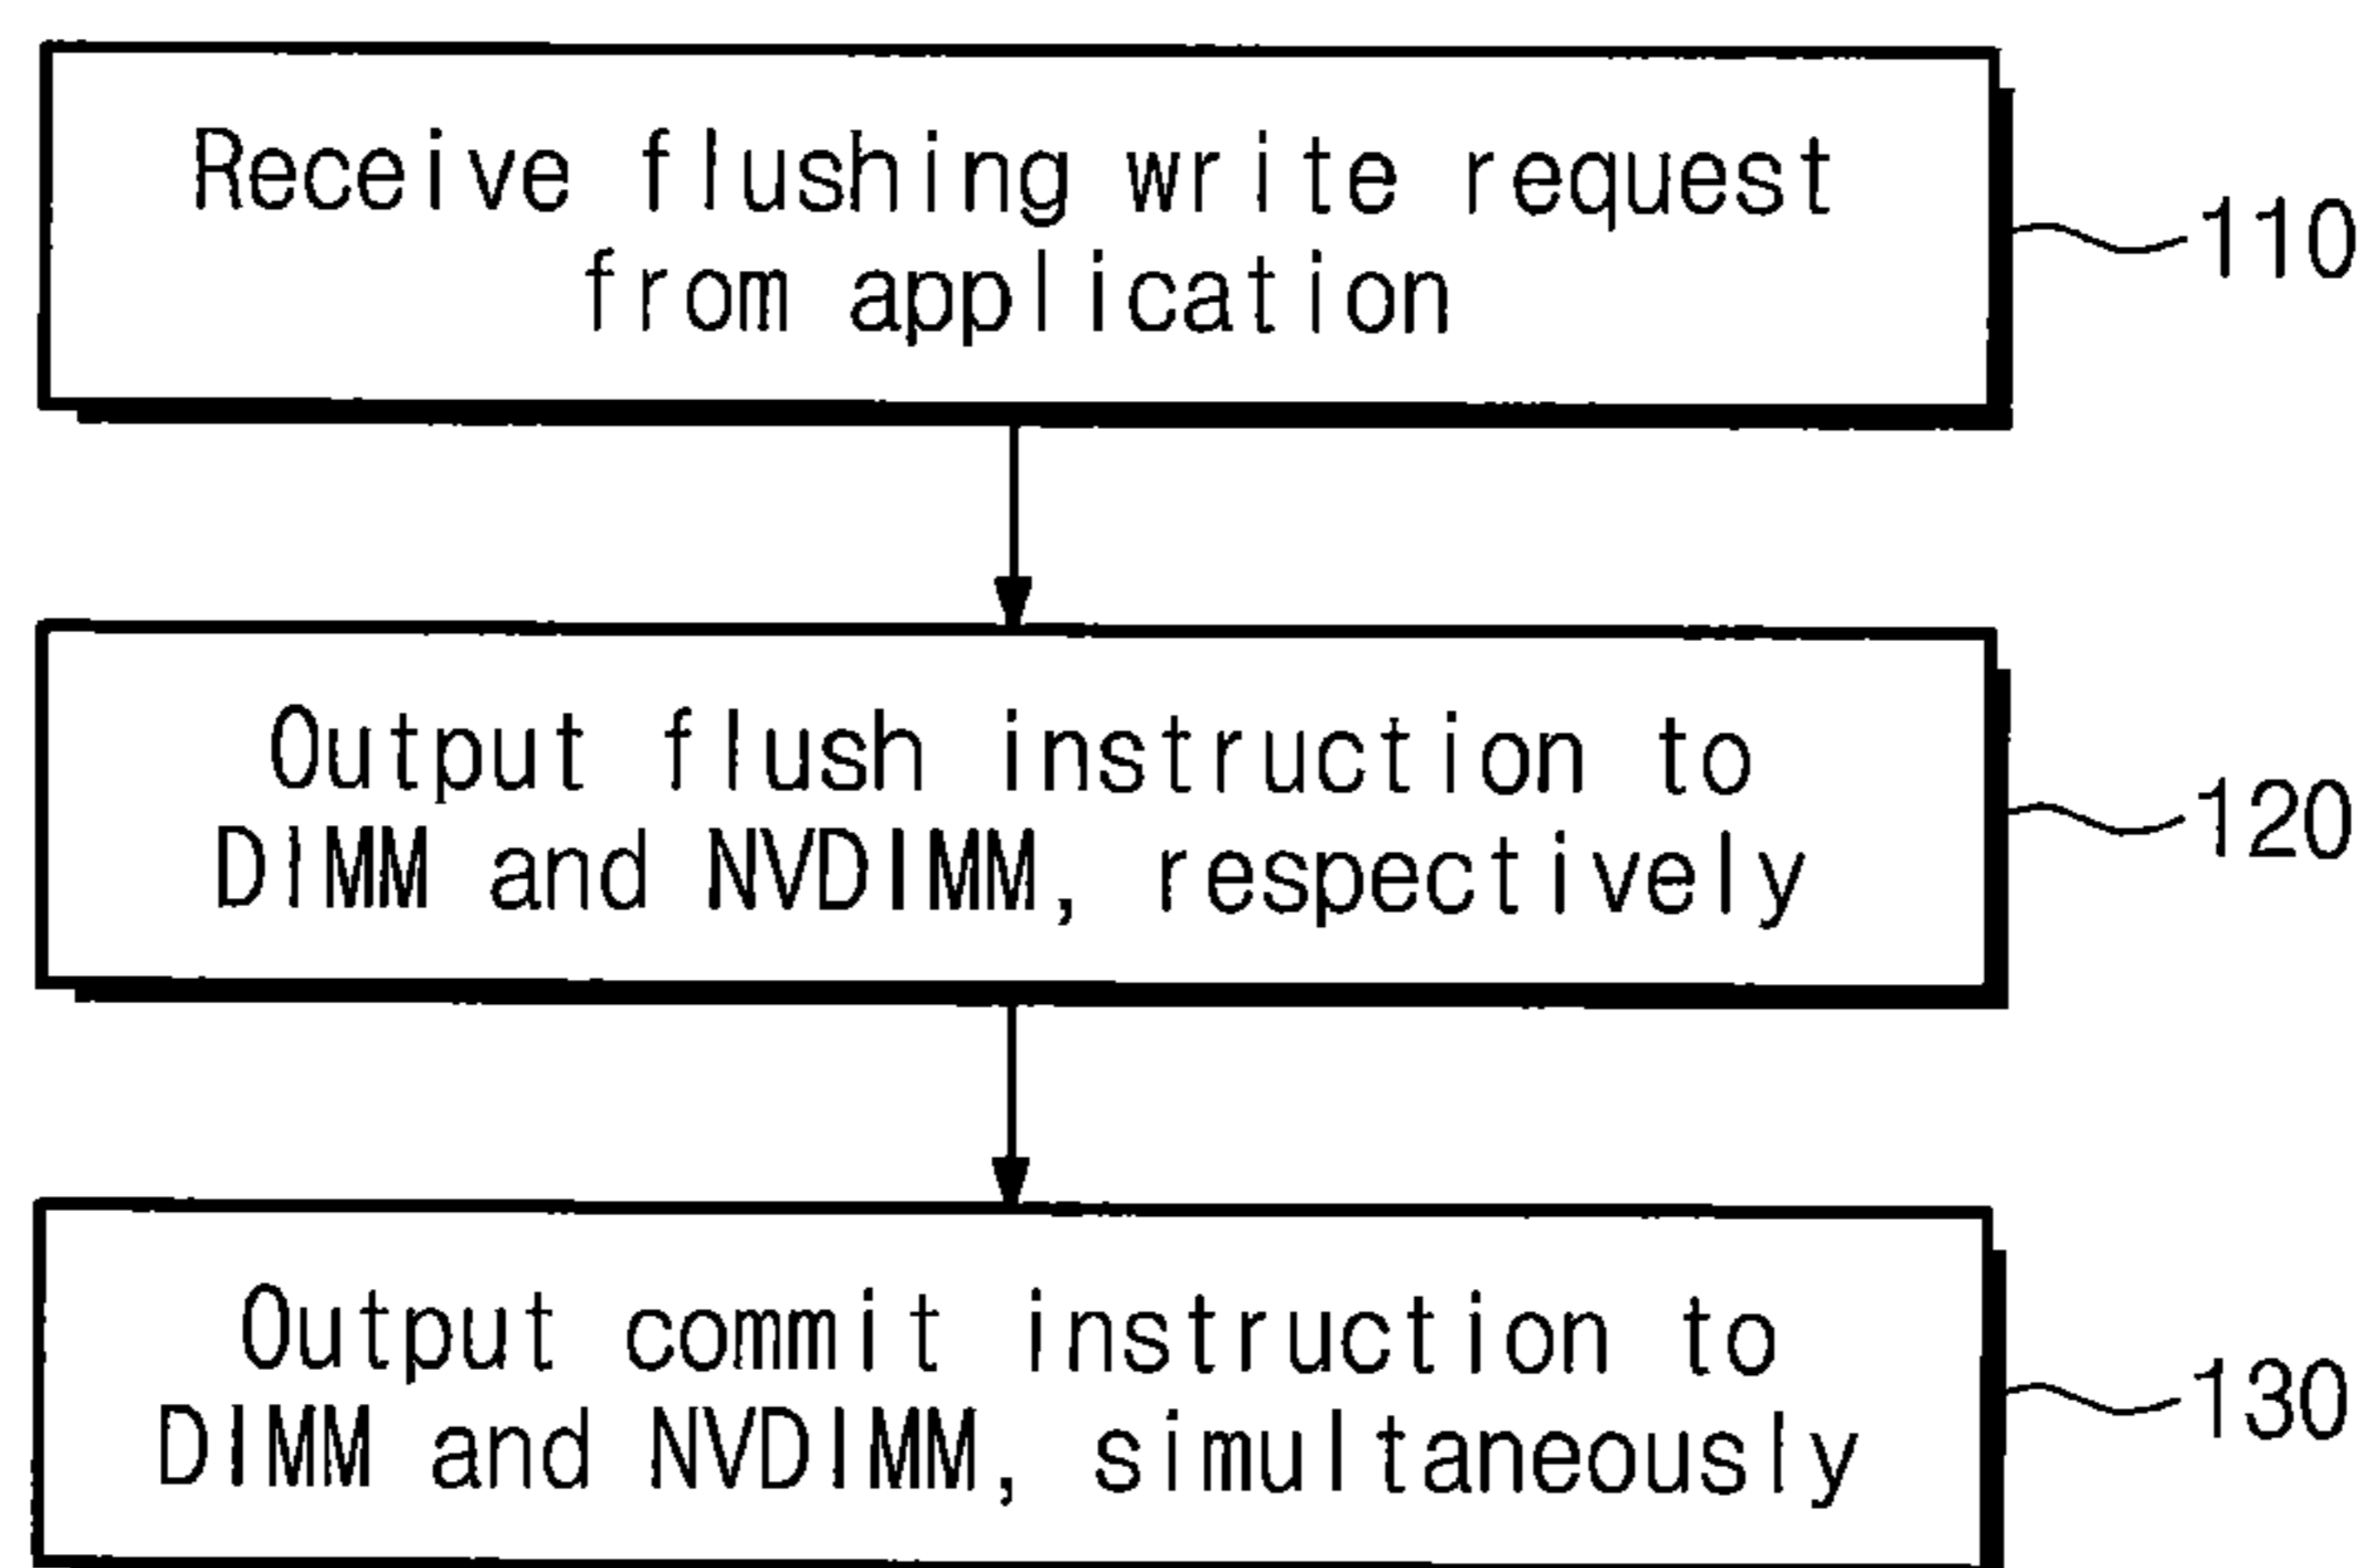 Receive flushing write request
from application
110
Output flush instruction to
DIMM and NVDIMM, respectively
120
Output commit instruction to
DIMM and NVDIMM, simultaneously
130